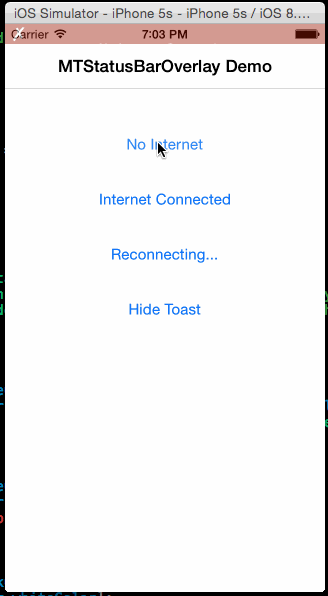 iOS Simulator - iPhone 5s - iPhone 5s / iOS 8....
Carrier 7:03 PM
MTStatusBarOverlay Demo
No Internet
Internet Connected
Reconnecting...
Hide Toast